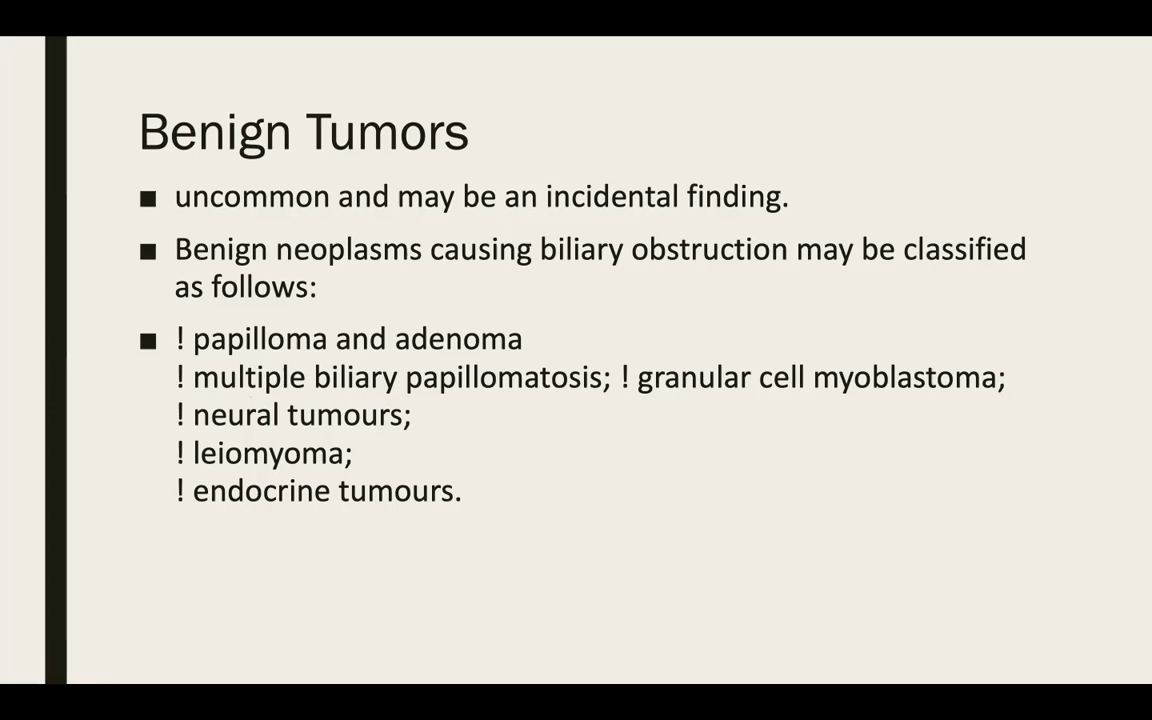 Benign Tumors
■ uncommon and may be an incidental finding.
■ Benign neoplasms causing biliary obstruction may be classified
as follows:
■ ! papilloma and adenoma
! multiple biliary papillomatosis; ! granular cell myoblastoma;
! neural tumours;
! leiomyoma;
! endocrine tumours.